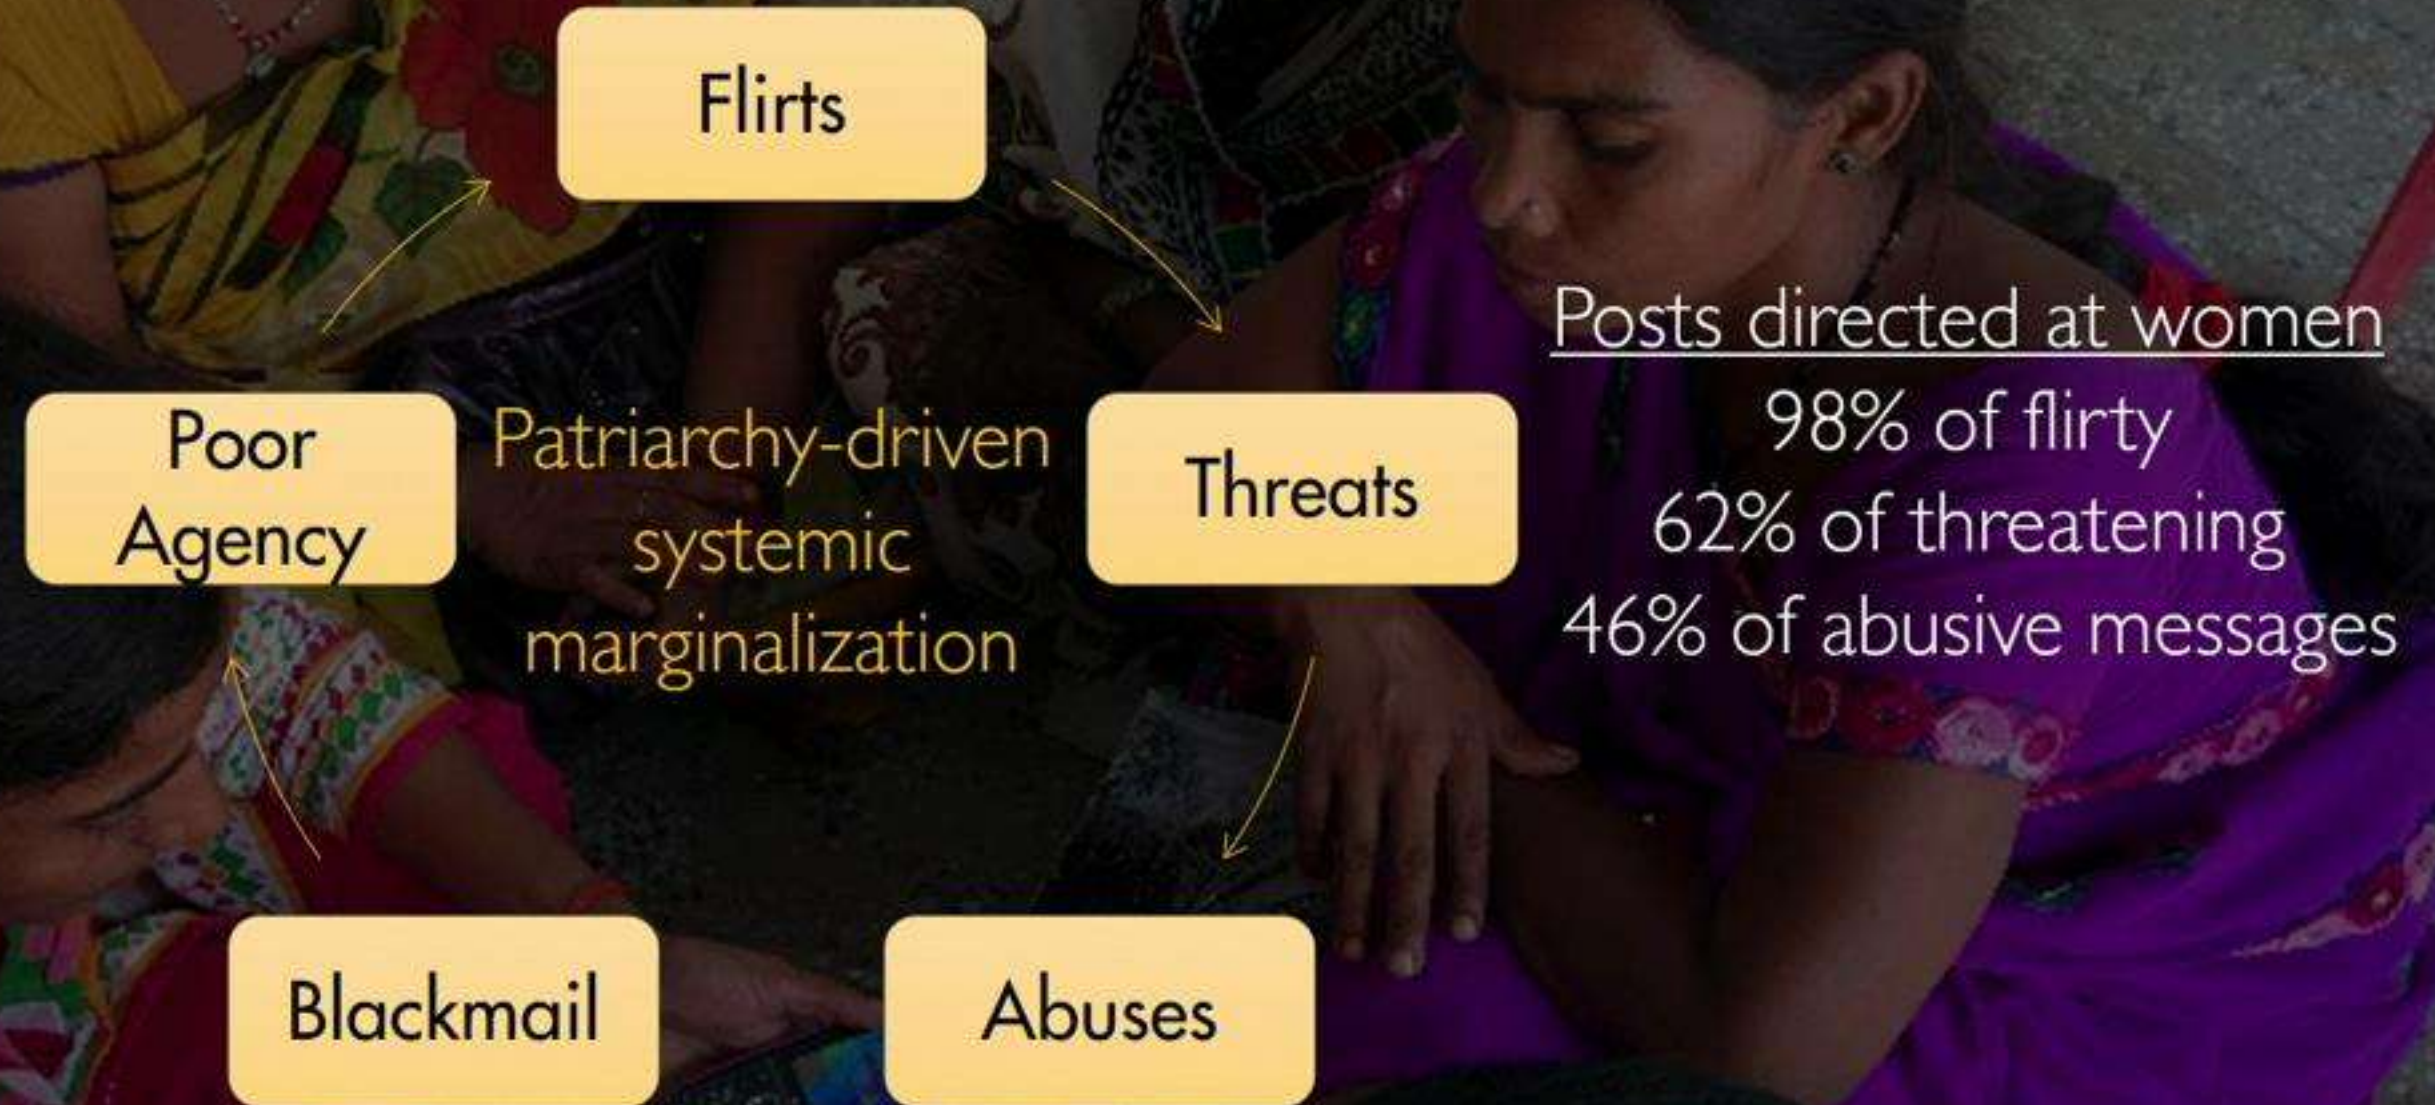 Flirts
Poor
Agency
Patriarchy-driven
systemic
marginalization
Threats
Posts directed at women
98% of flirty
62% of threatening
46% of abusive messages
Blackmail
Abuses